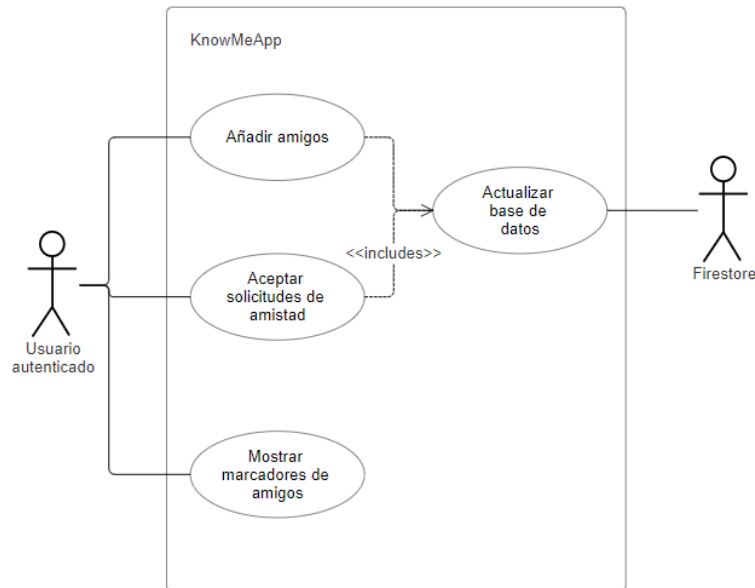 KnowMeApp
Añadir amigos
Actualizar
base de
datos
<<includes>>
Aceptar
solicitudes de
amistad
Firestore
Usuario
autenticado
Mostrar
marcadores de
amigos